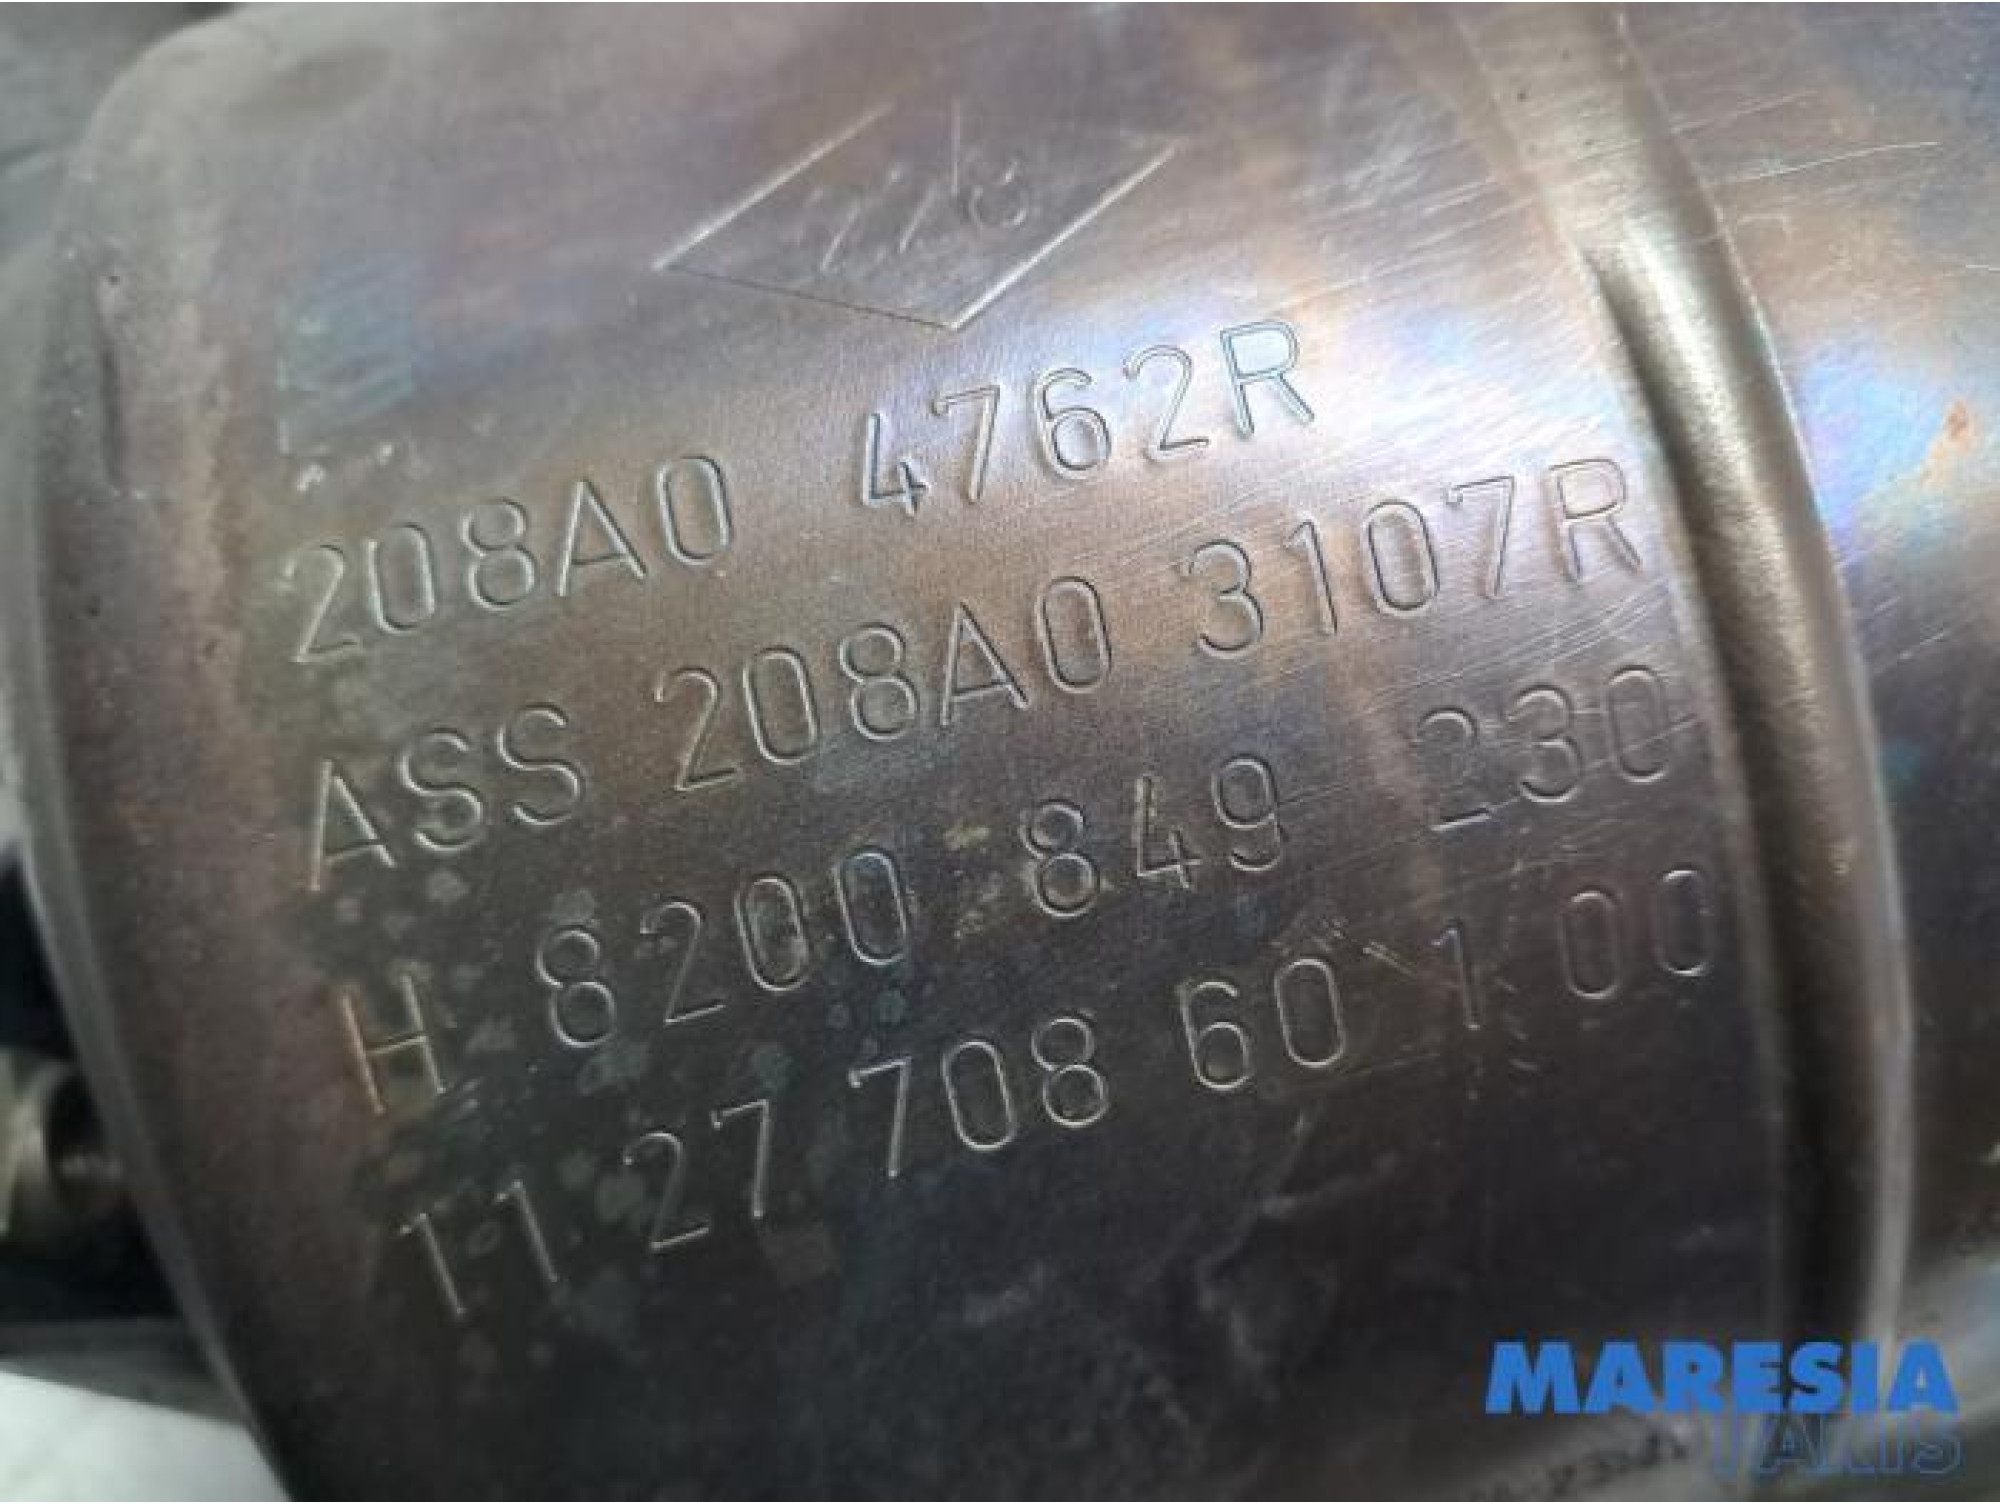 208A0 4762R
ASS 208A0 3107R
H 8200 849 230
11 27 708 60 1 00
MARESIA
PARTS